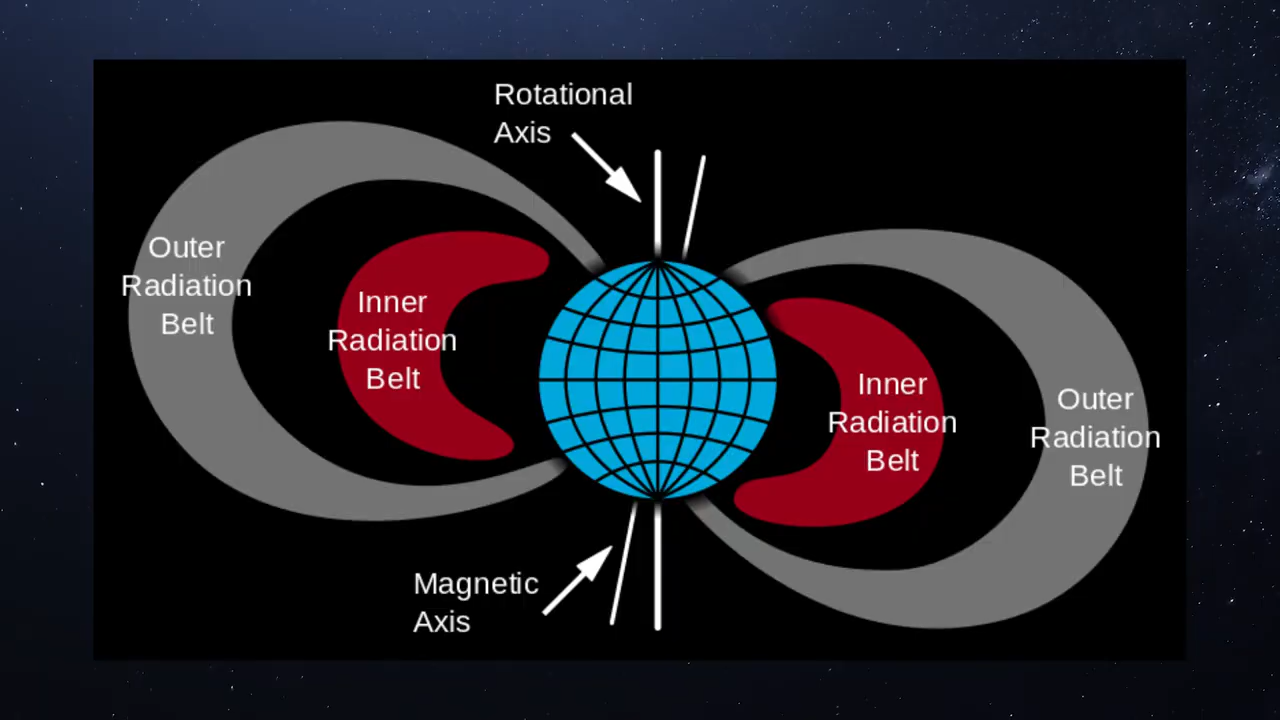 Rotational
Axis
Outer
Radiation
Belt
Inner
Radiation
Belt
Inner
Radiation
Belt
Outer
Radiation
Belt
Magnetic
Axis